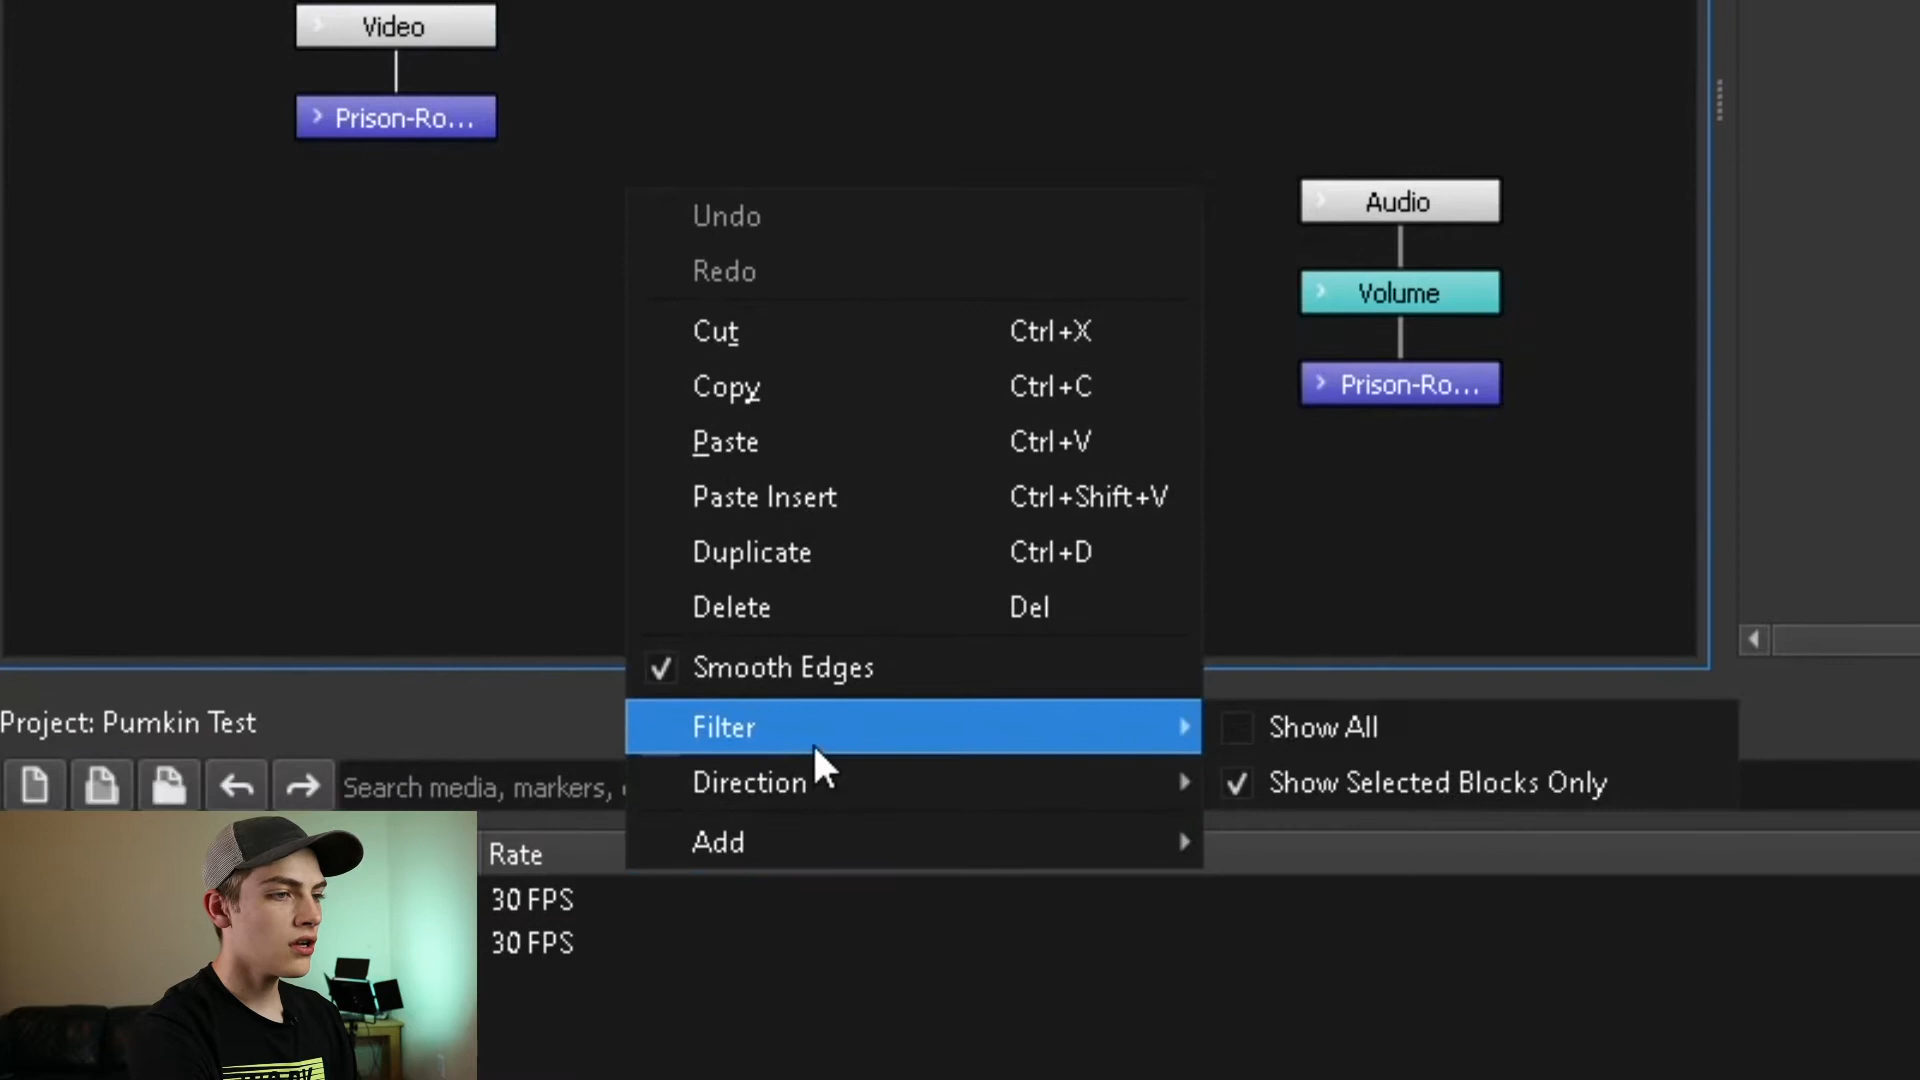 Video
Prison-Ro...
Audio
Volume
Prison-Ro...
Undo
Redo
Cut Ctrl+X
Copy Ctrl+C
Paste Ctrl+V
Paste Insert Ctrl+Shift+V
Duplicate Ctrl+D
Delete Del
Smooth Edges
Filter
Show All
Direction
Show Selected Blocks Only
Add
Project: Pumkin Test
Search media, markers,
Rate
30 FPS
30 FPS